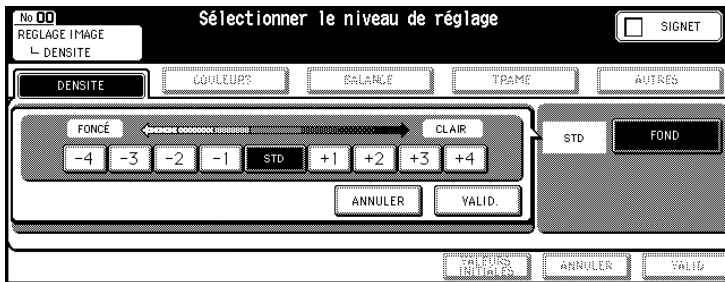 No 00
Sélectionner le niveau de réglage
SIGNET
REGLAGE IMAGE
DENSITE
DENSITE
COULEURS
BALANCE
TRAME
AUTRES
FONCÉ
CLAIR
STD
FOND
-4 -3 -2 -1 STD +1 +2 +3 +4
ANNULER
VALID.
VALEURS
INITIALES
ANNULER
VALID